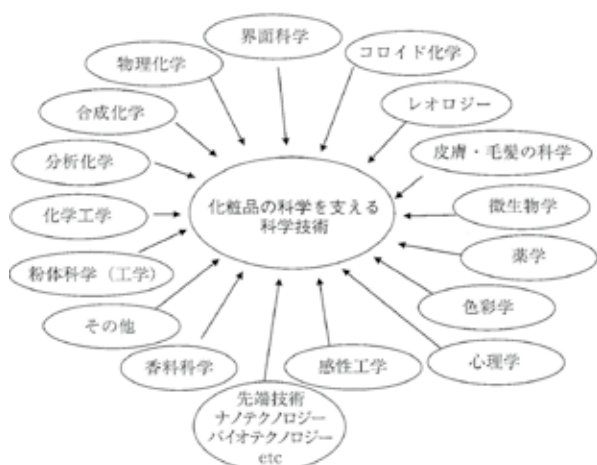 界面科学
コロイド化学
物理化学
レオロジー
合成化学
皮膚・毛髪の科学
分析化学
化粧品の科学を支える
科学技術
微生物学
化学工学
薬学
粉体科学（工学）
色彩学
その他
心理学
香料科学
感性工学
先端技術
ナノテクノロジー
バイオテクノロジー
etc